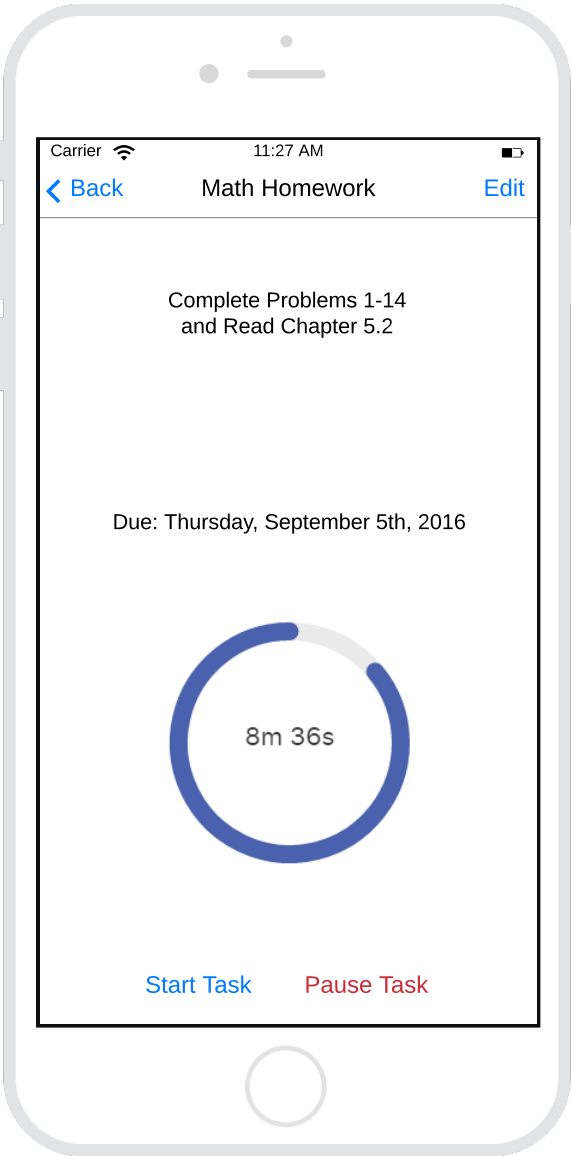 Carrier 11:27 AM
Back Math Homework Edit
Complete Problems 1-14
and Read Chapter 5.2
Due: Thursday, September 5th, 2016
8m 36s
Start Task Pause Task